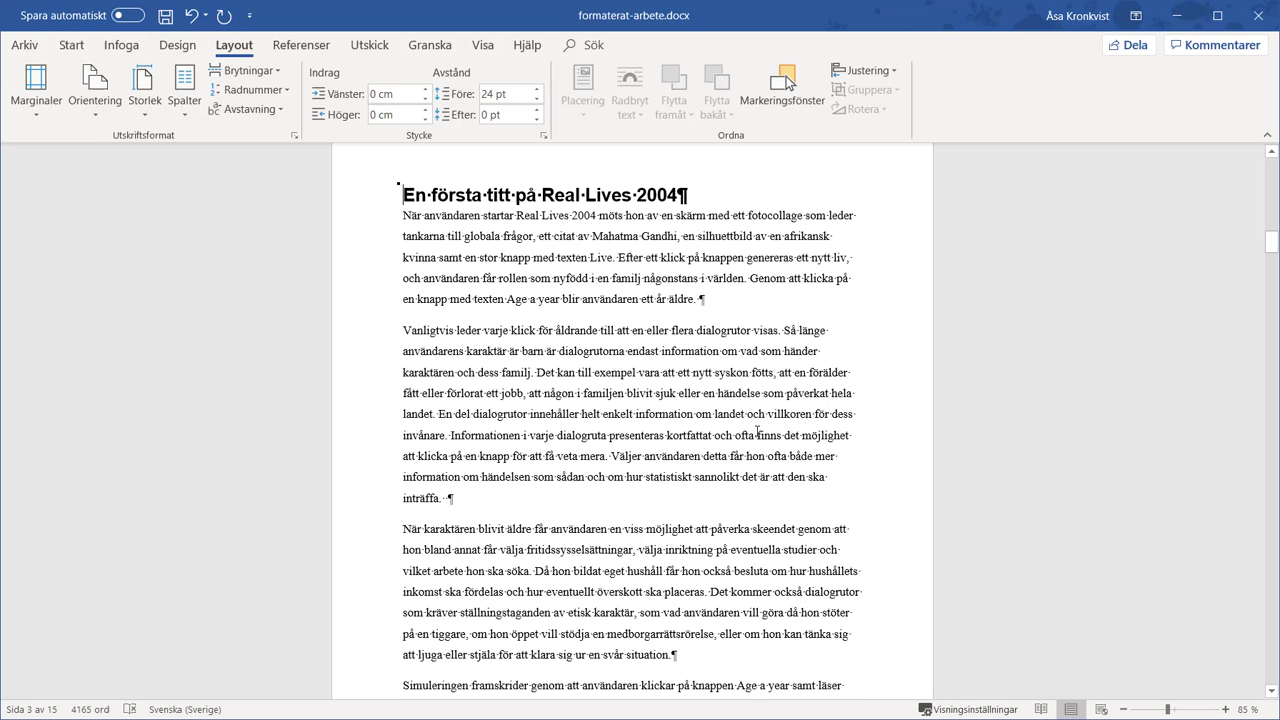 Spara automatiskt
formaterat-arbete.docx
Åsa Kronkvist
Arkiv Start Infoga Design Layout Referenser Utskick Granska Visa Hjälp Sök Dela Kommentarer
Marginaler
Orientering
Storlek
Spalter
Brytningar
Radnummer
Avstavning
Utskriftsformat
Indrag
Vänster: 0 cm
Höger: 0 cm
Avstånd
Före: 24 pt
Efter: 0 pt
Stycke
Placering
Radbryt
text
Flytta
framåt
Flytta
bakåt
Markeringsfönster
Justering
Gruppera
Rotera
Ordna
En·första·titt·på·Real·Lives·2004¶
När·användaren·startar·Real·Lives·2004·möts·hon·av·en·skärm·med·ett·fotocollage·som·leder·
tankarna·till·globala·frågor,·ett·citat·av·Mahatma·Gandhi,·en·silhuettbild·av·en·afrikansk·
kvinna·samt·en·stor·knapp·med·texten·Live.·Efter·ett·klick·på·knappen·genereras·ett·nytt·liv,·
och·användaren·får·rollen·som·nyfödd·i·en·familj·någonstans·i·världen.·Genom·att·klicka·på·
en·knapp·med·texten·Age·a·year·blir·användaren·ett·år·äldre.·¶
Vanligtvis·leder·varje·klick·för·åldrande·till·att·en·eller·flera·dialogrutor·visas.·Så·länge·
användarens·karaktär·är·barn·är·dialogrutorna·endast·information·om·vad·som·händer·
karaktären·och·dess·familj.·Det·kan·till·exempel·vara·att·ett·nytt·syskon·fötts,·att·en·förälder·
fått·eller·förlorat·ett·jobb,·att·någon·i·familjen·blivit·sjuk·eller·en·händelse·som·påverkat·hela·
landet.·En·del·dialogrutor·innehåller·helt·enkelt·information·om·landet·och·villkoren·för·dess·
invånare.·Informationen·i·varje·dialogruta·presenteras·kortfattat·och·ofta·finns·det·möjlighet·
att·klicka·på·en·knapp·för·att·få·veta·mera.·Väljer·användaren·detta·får·hon·ofta·både·mer·
information·om·händelsen·som·sådan·och·om·hur·statistiskt·sannolikt·det·är·att·den·ska·
inträffa.··¶
När·karaktären·blivit·äldre·får·användaren·en·viss·möjlighet·att·påverka·skeendet·genom·att·
hon·bland·annat·får·välja·fritidssysselsättningar,·välja·inriktning·på·eventuella·studier·och·
vilket·arbete·hon·ska·söka.·Då·hon·bildat·eget·hushåll·får·hon·också·besluta·om·hur·hushållets·
inkomst·ska·fördelas·och·hur·eventuellt·överskott·ska·placeras.·Det·kommer·också·dialogrutor·
som·kräver·ställningstaganden·av·etisk·karaktär,·som·vad·användaren·vill·göra·då·hon·stöter·
på·en·tiggare,·om·hon·öppet·vill·stödja·en·medborgarrättsrörelse,·eller·om·hon·kan·tänka·sig·
att·ljuga·eller·stjäla·för·att·klara·sig·ur·en·svår·situation.¶
Simuleringen·framskrider·genom·att·användaren·klickar·på·knappen·Age·a·year·samt·läser·
Sida 3 av 15 4165 ord Svenska (Sverige) Visningsinställningar 85 %